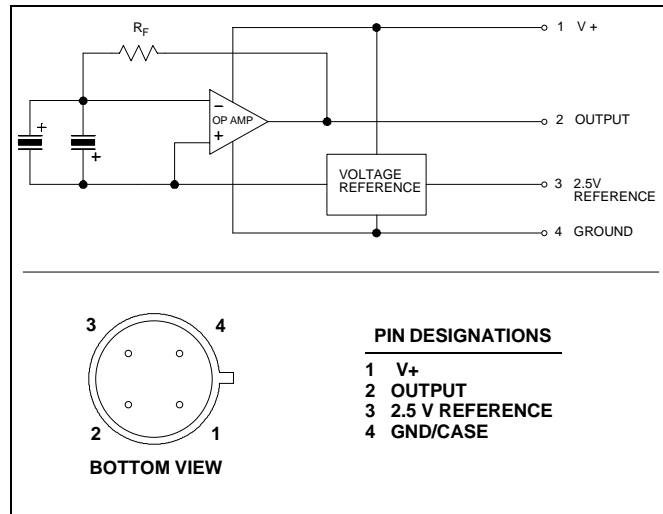 R_F
1 V +
−
OP AMP
+
+
+
2 OUTPUT
VOLTAGE
REFERENCE
3 2.5V
REFERENCE
4 GROUND
3
4
2
1
BOTTOM VIEW
PIN DESIGNATIONS
1 V+
2 OUTPUT
3 2.5 V REFERENCE
4 GND/CASE